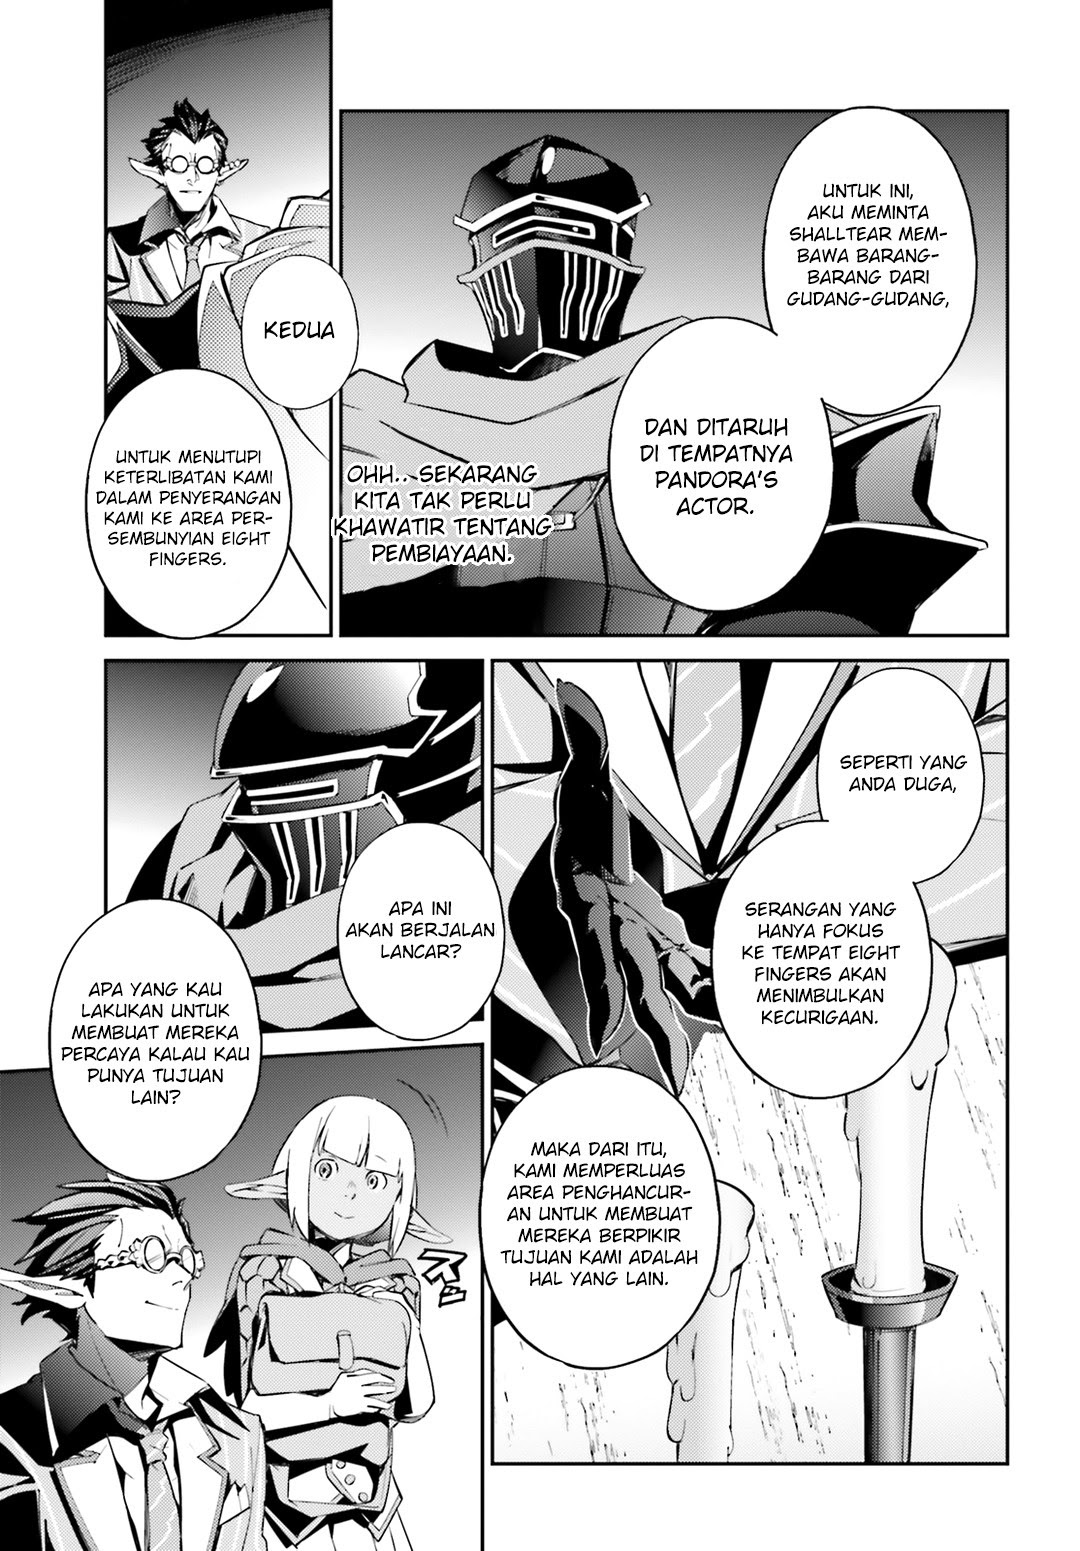 UNTUK INI,
AKU MEMINTA
SHALLTEAR MEM-
BAWA BARANG-
BARANG DARI
GUDANG-GUDANG,
DAN DITARUH
DI TEMPATNYA
PANDORA'S
ACTOR.
OHH.. SEKARANG
KITA TAK PERLU
KHAWATIR TENTANG
PEMBIAYAAN.
KEDUA
UNTUK MENUTUPI
KETERLIBATAN KAMI
DALAM PENYERANGAN
KAMI KE AREA PER-
SEMBUNYIAN EIGHT
FINGERS.
SEPERTI YANG
ANDA DUGA,
SERANGAN YANG
HANYA FOKUS
KE TEMPAT EIGHT
FINGERS AKAN
MENIMBULKAN
KECURIGAAN.
MAKA DARI ITU,
KAMI MEMPERLUAS
AREA PENGHANCUR-
AN UNTUK MEMBUAT
MEREKA BERPIKIR
TUJUAN KAMI ADALAH
HAL YANG LAIN.
APA INI
AKAN BERJALAN
LANCAR?
APA YANG KAU
LAKUKAN UNTUK
MEMBUAT MEREKA
PERCAYA KALAU KAU
PUNYA TUJUAN
LAIN?